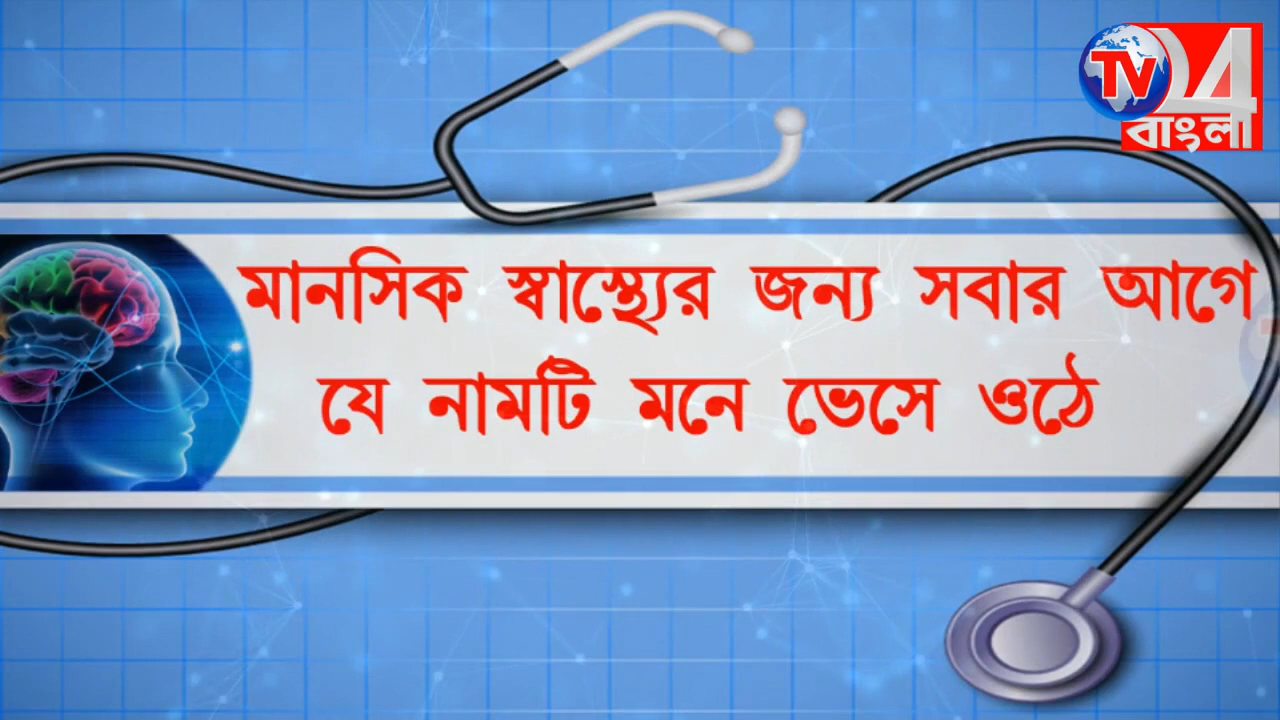 TV 24
বাংলা
মানসিক স্বাস্থ্যের জন্য সবার আগে
যে নামটি মনে ভেসে ওঠে